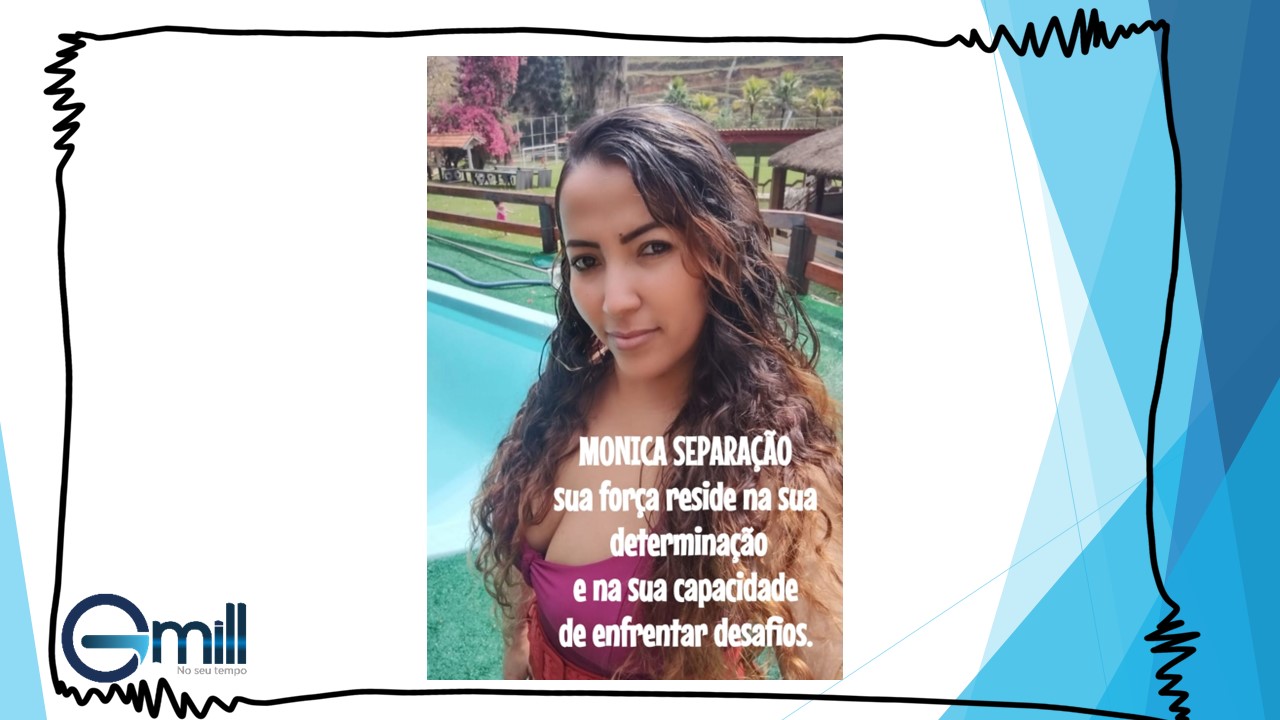 MONICA SEPARAÇÃO
sua força reside na sua
determinação
e na sua capacidade
de enfrentar desafios.
Gmill
No seu tempo